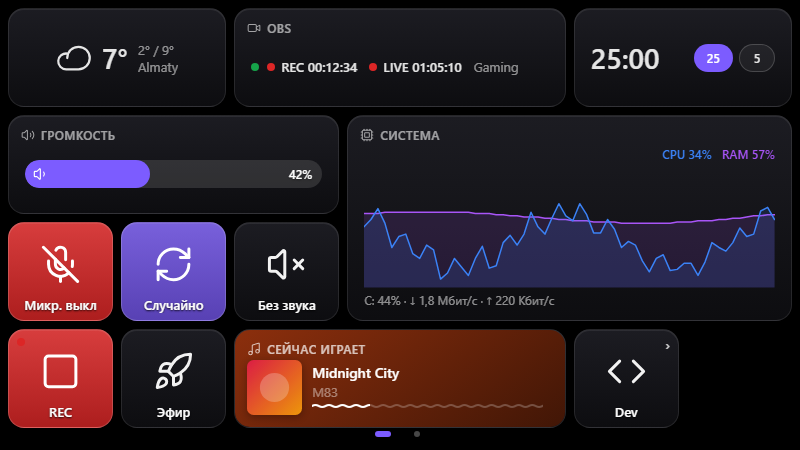 7°
2° / 9°
Almaty
OBS
REC 00:12:34
LIVE 01:05:10
Gaming
25:00
25
5
ГРОМКОСТЬ
42%
СИСТЕМА
CPU 34%
RAM 57%
C: 44% · ↓ 1,8 Мбит/с · ↑ 220 Кбит/с
Микр. выкл
Случайно
Без звука
REC
Эфир
СЕЙЧАС ИГРАЕТ
Midnight City
M83
Dev